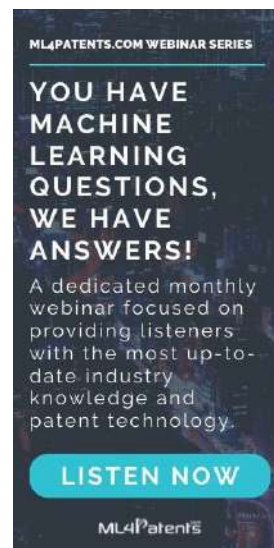 ML4PATENTS.COM WEBINAR SERIES
YOU HAVE
MACHINE
LEARNING
QUESTIONS,
WE HAVE
ANSWERS!
A dedicated monthly
webinar focused on
providing listeners
with the most up-to-
date industry
knowledge and
patent technology.
LISTEN NOW
ML4Patents